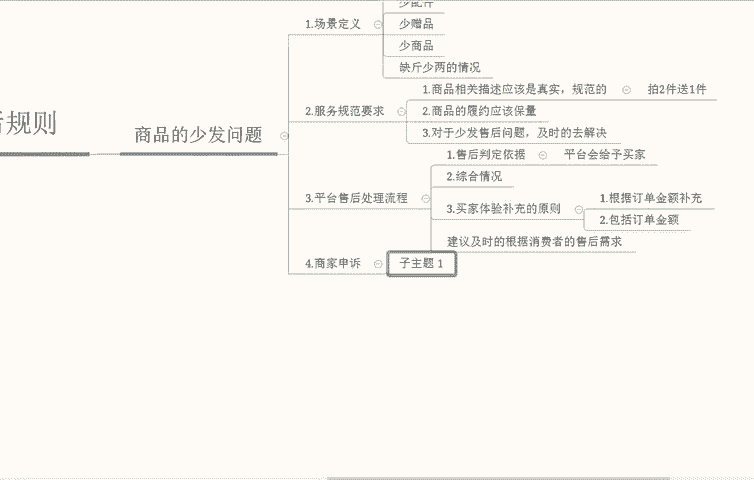 少配件
1.场景定义
少赠品
少商品
缺斤少两的情况
1.商品相关描述应该是真实，规范的
拍2件送1件
2.服务规范要求
2.商品的履约应该保量
3.对于少发售后问题，及时的去解决
后规则
商品的少发问题
1.售后判定依据
平台会给予买家
2.综合情况
3.平台售后处理流程
3.买家体验补充的原则
1.根据订单金额补充
2.包括订单金额
建议及时的根据消费者的售后需求
4.商家申诉
子主题 1